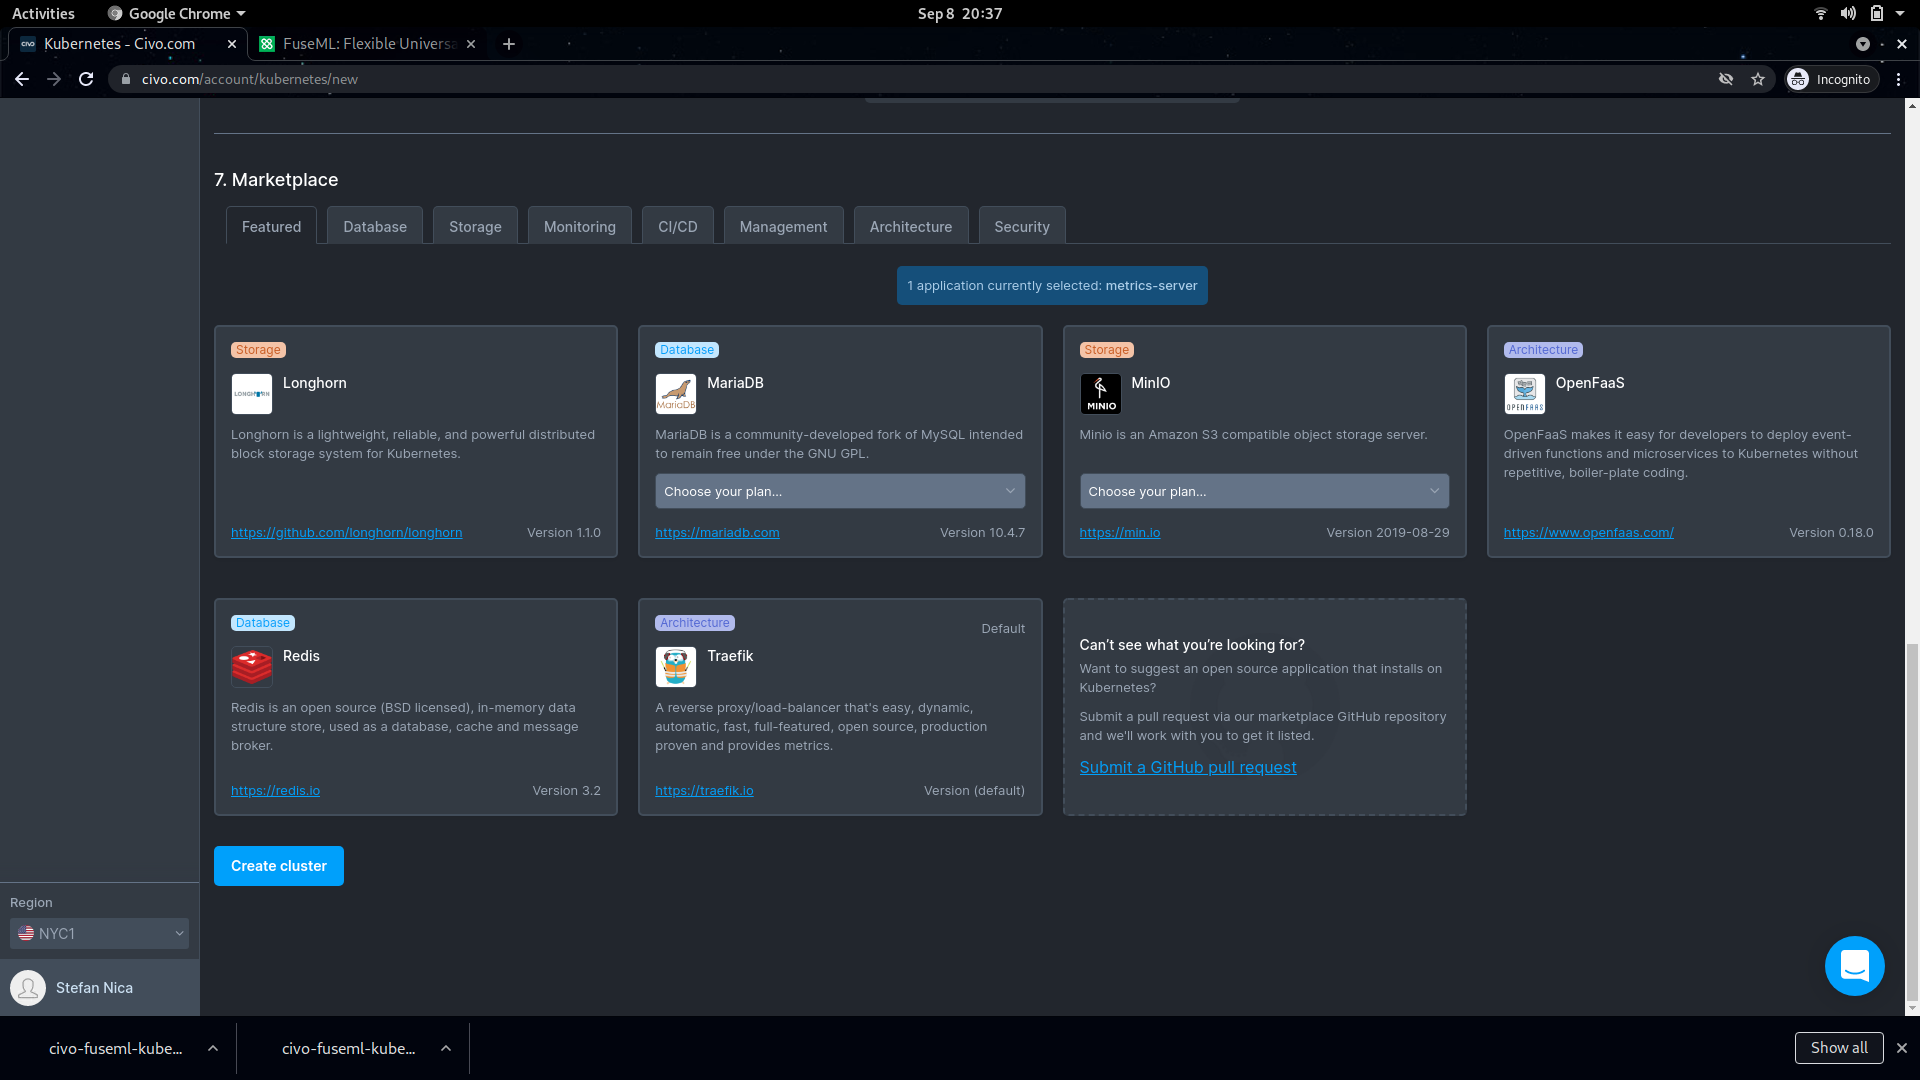 Activities
Google Chrome
Sep 8 20:37
Kubernetes - Civo.com
FuseML: Flexible Universa
civo.com/account/kubernetes/new
Incognito
7. Marketplace
Featured
Database
Storage
Monitoring
CI/CD
Management
Architecture
Security
1 application currently selected: metrics-server
Storage
Longhorn
Longhorn is a lightweight, reliable, and powerful distributed
block storage system for Kubernetes.
https://github.com/longhorn/longhorn
Version 1.1.0
Database
MariaDB
MariaDB
MariaDB is a community-developed fork of MySQL intended
to remain free under the GNU GPL.
Choose your plan...
https://mariadb.com
Version 10.4.7
Storage
MINIO
MinIO
Minio is an Amazon S3 compatible object storage server.
Choose your plan...
https://min.io
Version 2019-08-29
Architecture
OPENFAAS
OpenFaaS
OpenFaaS makes it easy for developers to deploy event-
driven functions and microservices to Kubernetes without
repetitive, boiler-plate coding.
https://www.openfaas.com/
Version 0.18.0
Database
Redis
Redis is an open source (BSD licensed), in-memory data
structure store, used as a database, cache and message
broker.
https://redis.io
Version 3.2
Architecture
Default
Traefik
A reverse proxy/load-balancer that's easy, dynamic,
automatic, fast, full-featured, open source, production
proven and provides metrics.
https://traefik.io
Version (default)
Can't see what you're looking for?
Want to suggest an open source application that installs on
Kubernetes?
Submit a pull request via our marketplace GitHub repository
and we'll work with you to get it listed.
Submit a GitHub pull request
Create cluster
Region
NYC1
Stefan Nica
civo-fuseml-kube...
civo-fuseml-kube...
Show all